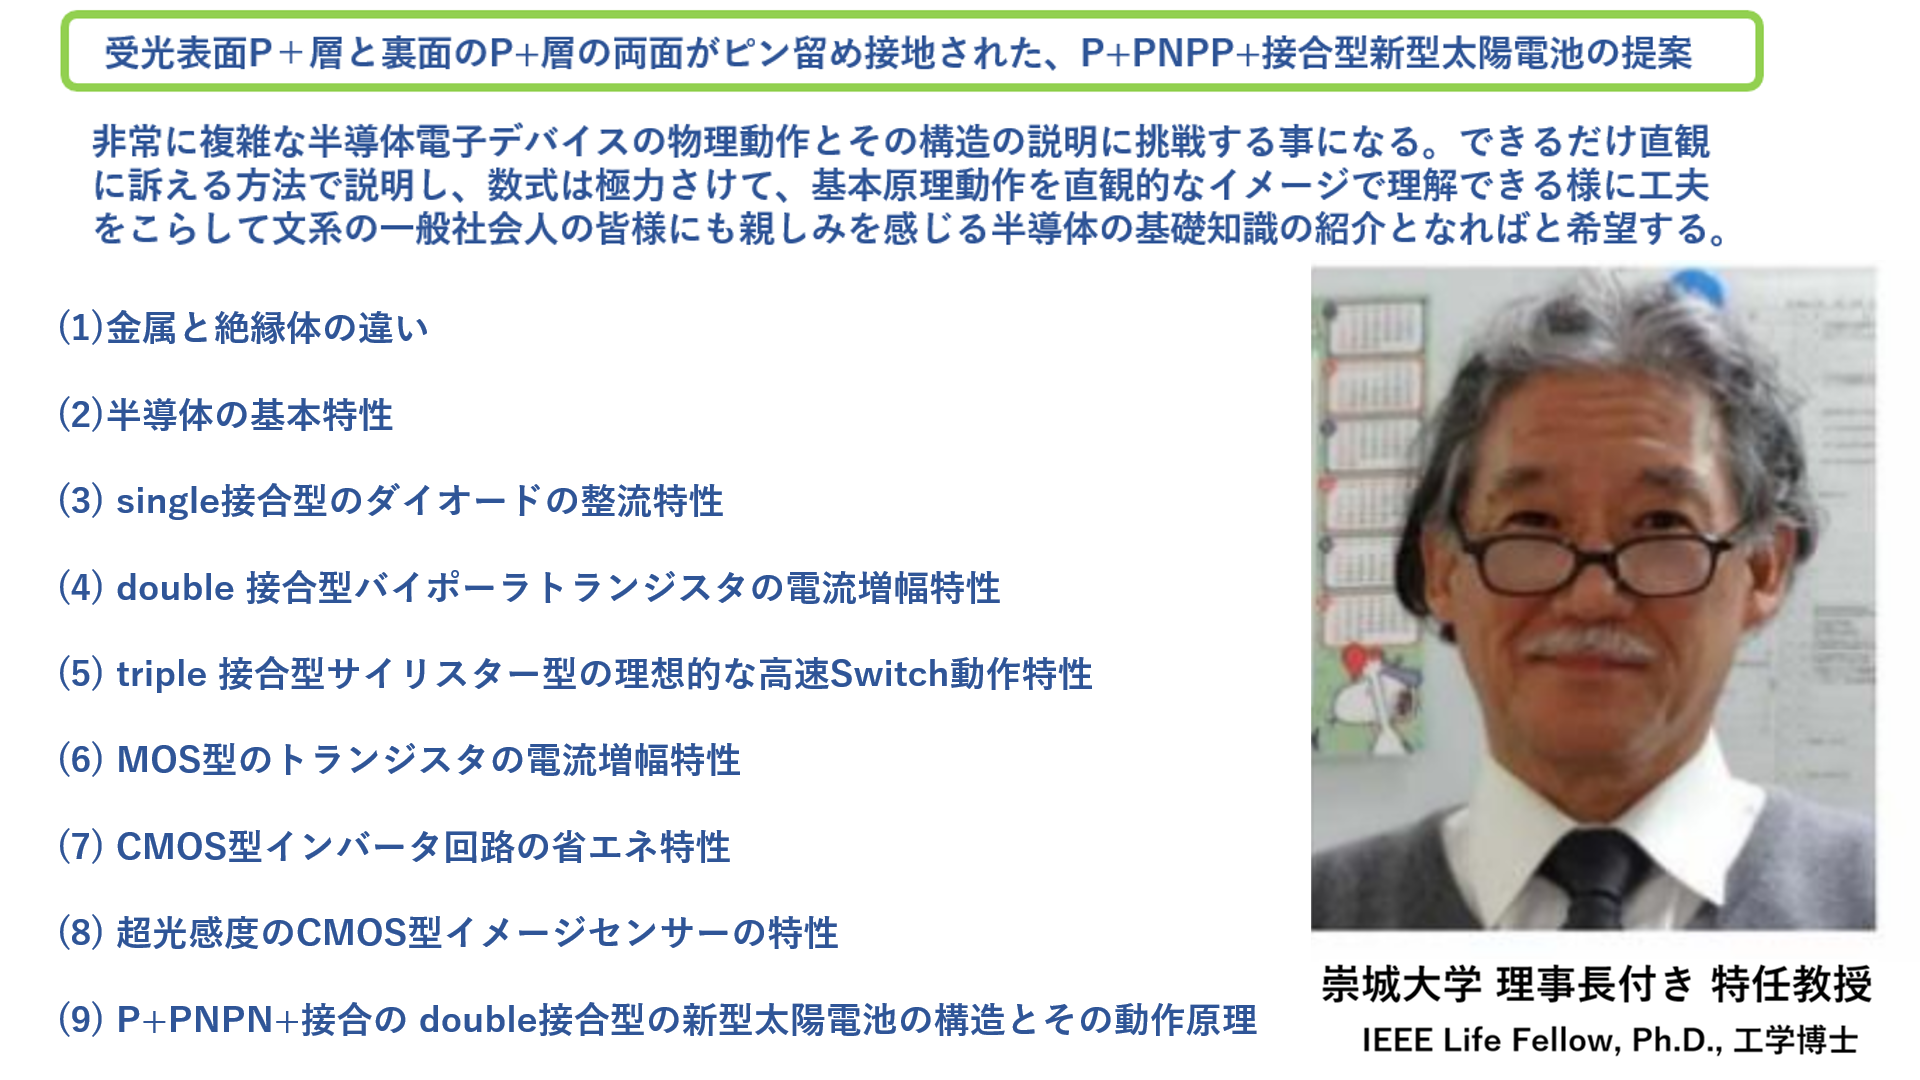 受光表面P＋層と裏面のP+層の両面がピン留め接地された、P+PNPP+接合型新型太陽電池の提案
非常に複雑な半導体電子デバイスの物理動作とその構造の説明に挑戦する事になる。できるだけ直観
に訴える方法で説明し、数式は極力さけて、基本原理動作を直観的なイメージで理解できる様に工夫
をこらして文系の一般社会人の皆様にも親しみを感じる半導体の基礎知識の紹介となればと希望する。
(1)金属と絶縁体の違い
(2)半導体の基本特性
(3) single接合型のダイオードの整流特性
(4) double 接合型バイポーラトランジスタの電流増幅特性
(5) triple 接合型サイリスター型の理想的な高速Switch動作特性
(6) MOS型のトランジスタの電流増幅特性
(7) CMOS型インバータ回路の省エネ特性
(8) 超光感度のCMOS型イメージセンサーの特性
(9) P+PNPN+接合の double接合型の新型太陽電池の構造とその動作原理
崇城大学 理事長付き 特任教授
IEEE Life Fellow, Ph.D., 工学博士